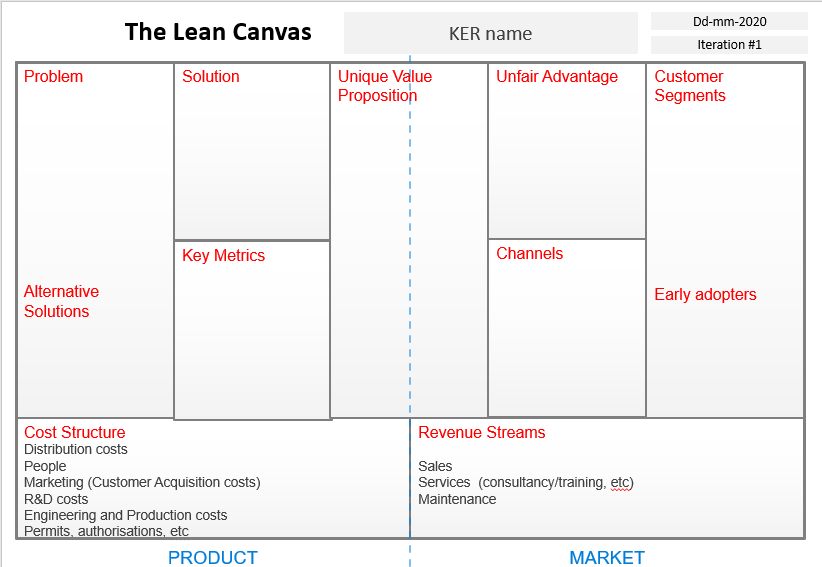 The Lean Canvas
KER name
Dd-mm-2020
Iteration #1
Problem
Alternative
Solutions
Solution
Key Metrics
Unique Value
Proposition
Unfair Advantage
Channels
Customer
Segments
Early adopters
Cost Structure
Distribution costs
People
Marketing (Customer Acquisition costs)
R&D costs
Engineering and Production costs
Permits, authorisations, etc
Revenue Streams
Sales
Services  (consultancy/training, etc)
Maintenance
PRODUCT
MARKET